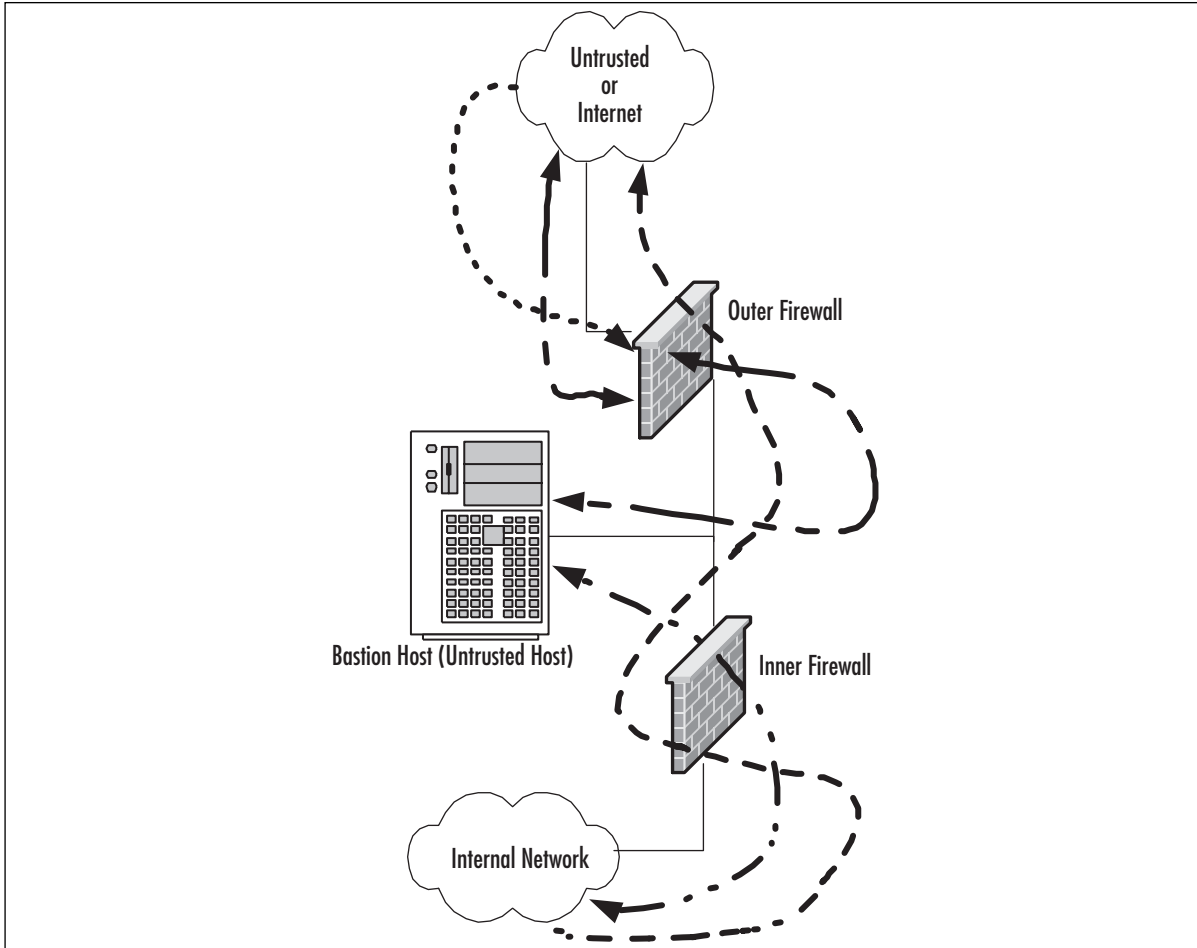 Untrusted
or
Internet
Outer Firewall
Bastion Host (Untrusted Host)
Inner Firewall
Internal Network